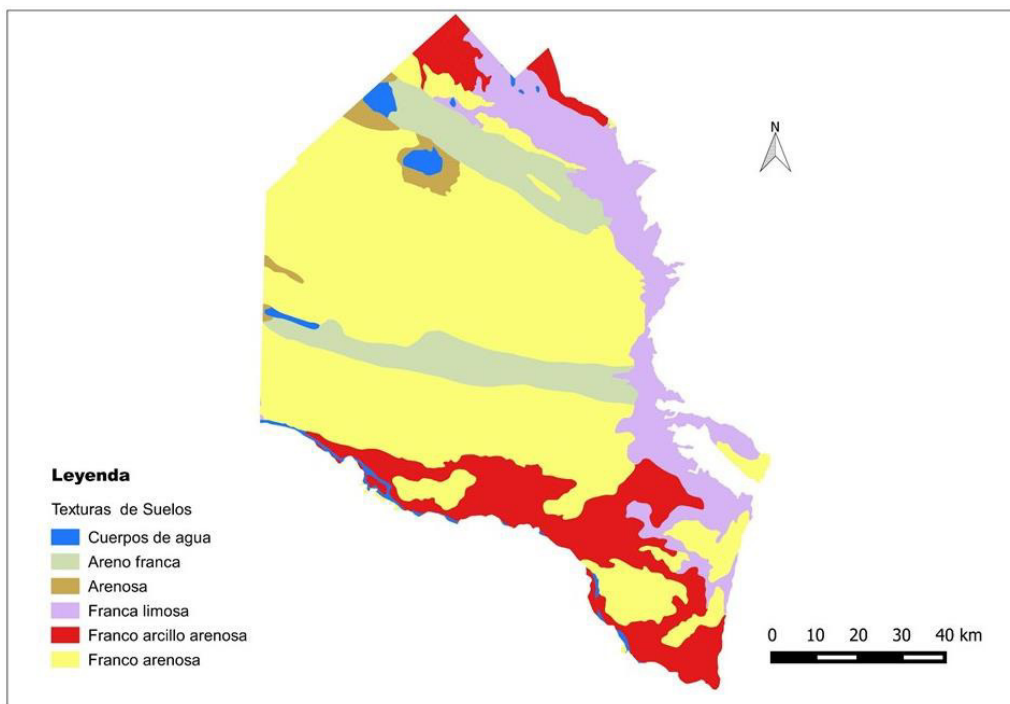 N
Leyenda
Texturas de Suelos
Cuerpos de agua
Areno franca
Arenosa
Franca limosa
Franco arcillo arenosa
Franco arenosa
0 10 20 30 40 km